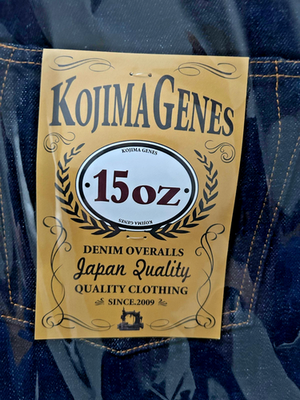 KOJIMA GENES
KOJIMA GENES
·15oz·
KOJIMA GENES
DENIM OVERALLS
Japan Quality
QUALITY CLOTHING
SINCE.2009